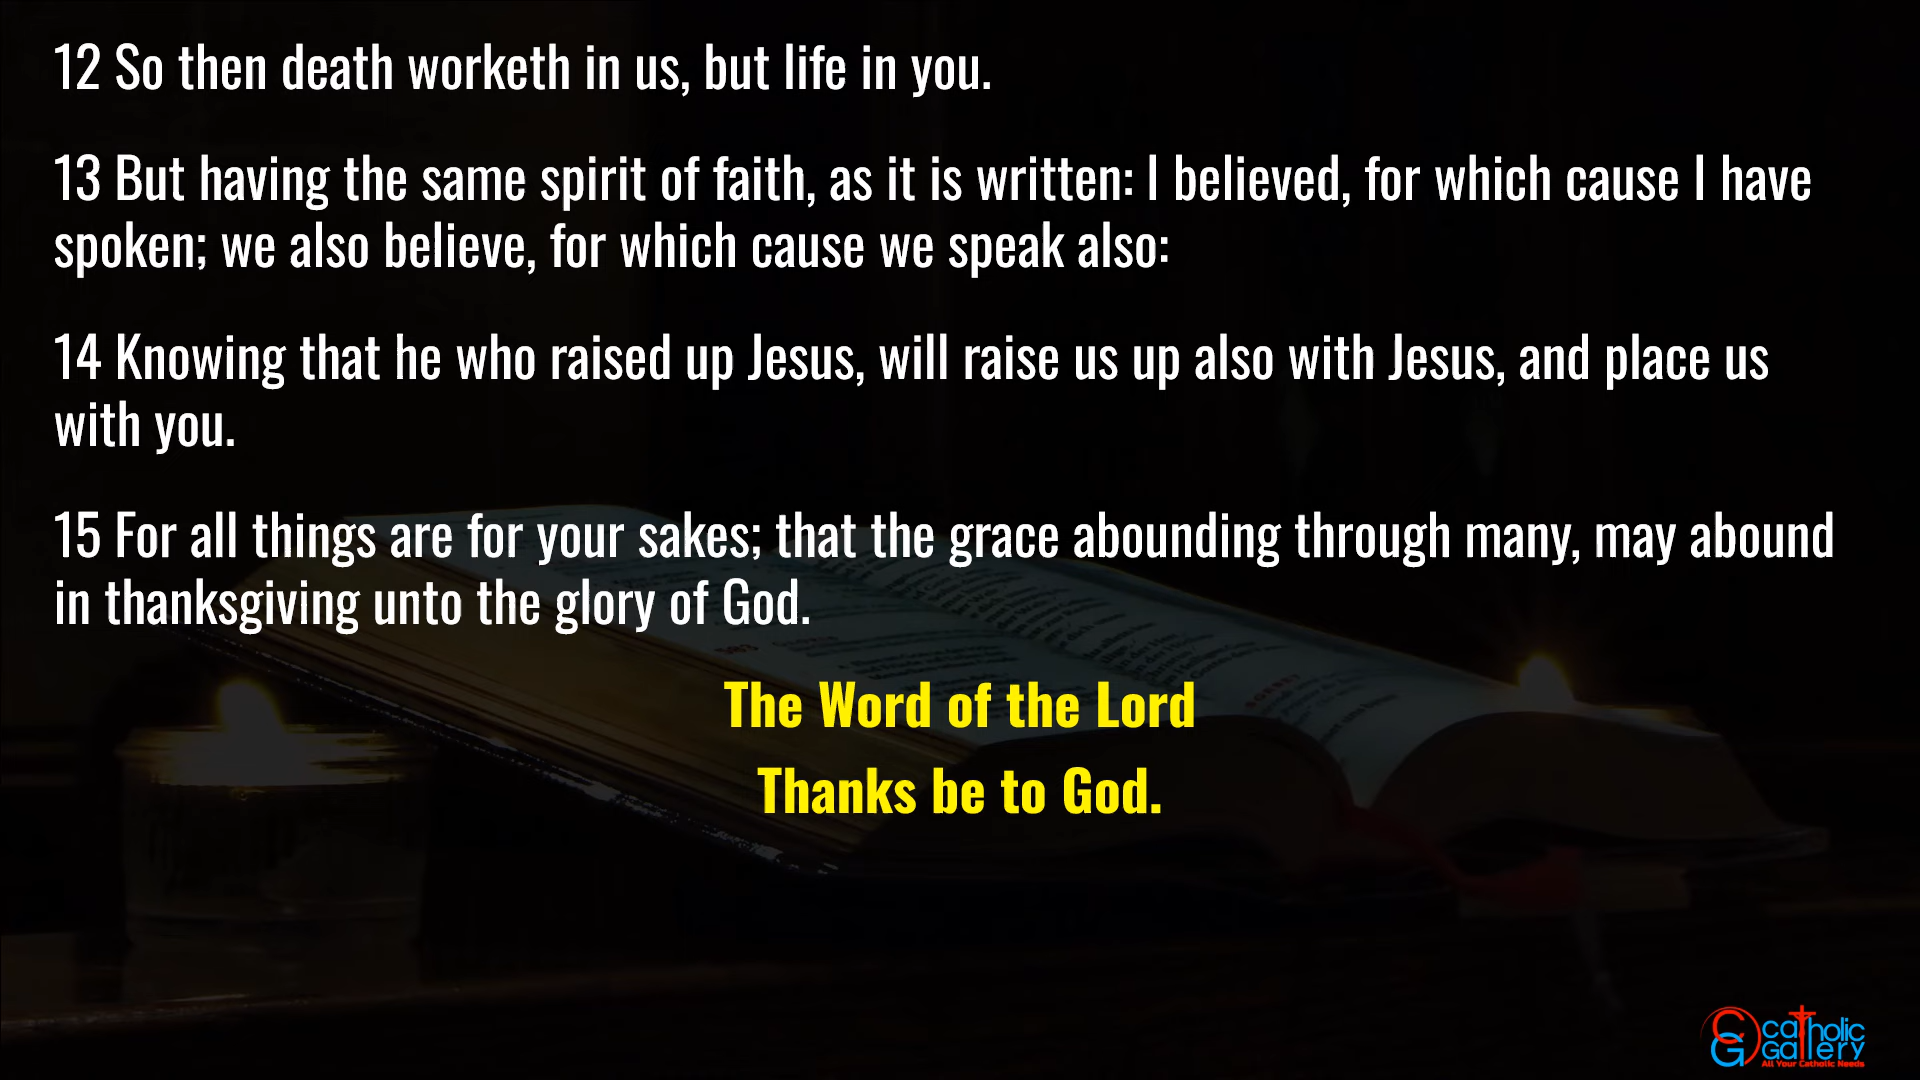 12 So then death worketh in us, but life in you.
13 But having the same spirit of faith, as it is written: I believed, for which cause I have
spoken; we also believe, for which cause we speak also:
14 Knowing that he who raised up Jesus, will raise us up also with Jesus, and place us
with you.
15 For all things are for your sakes; that the grace abounding through many, may abound
in thanksgiving unto the glory of God.
The Word of the Lord
Thanks be to God.
CG catholic
Gallery
All Your Catholic Needs